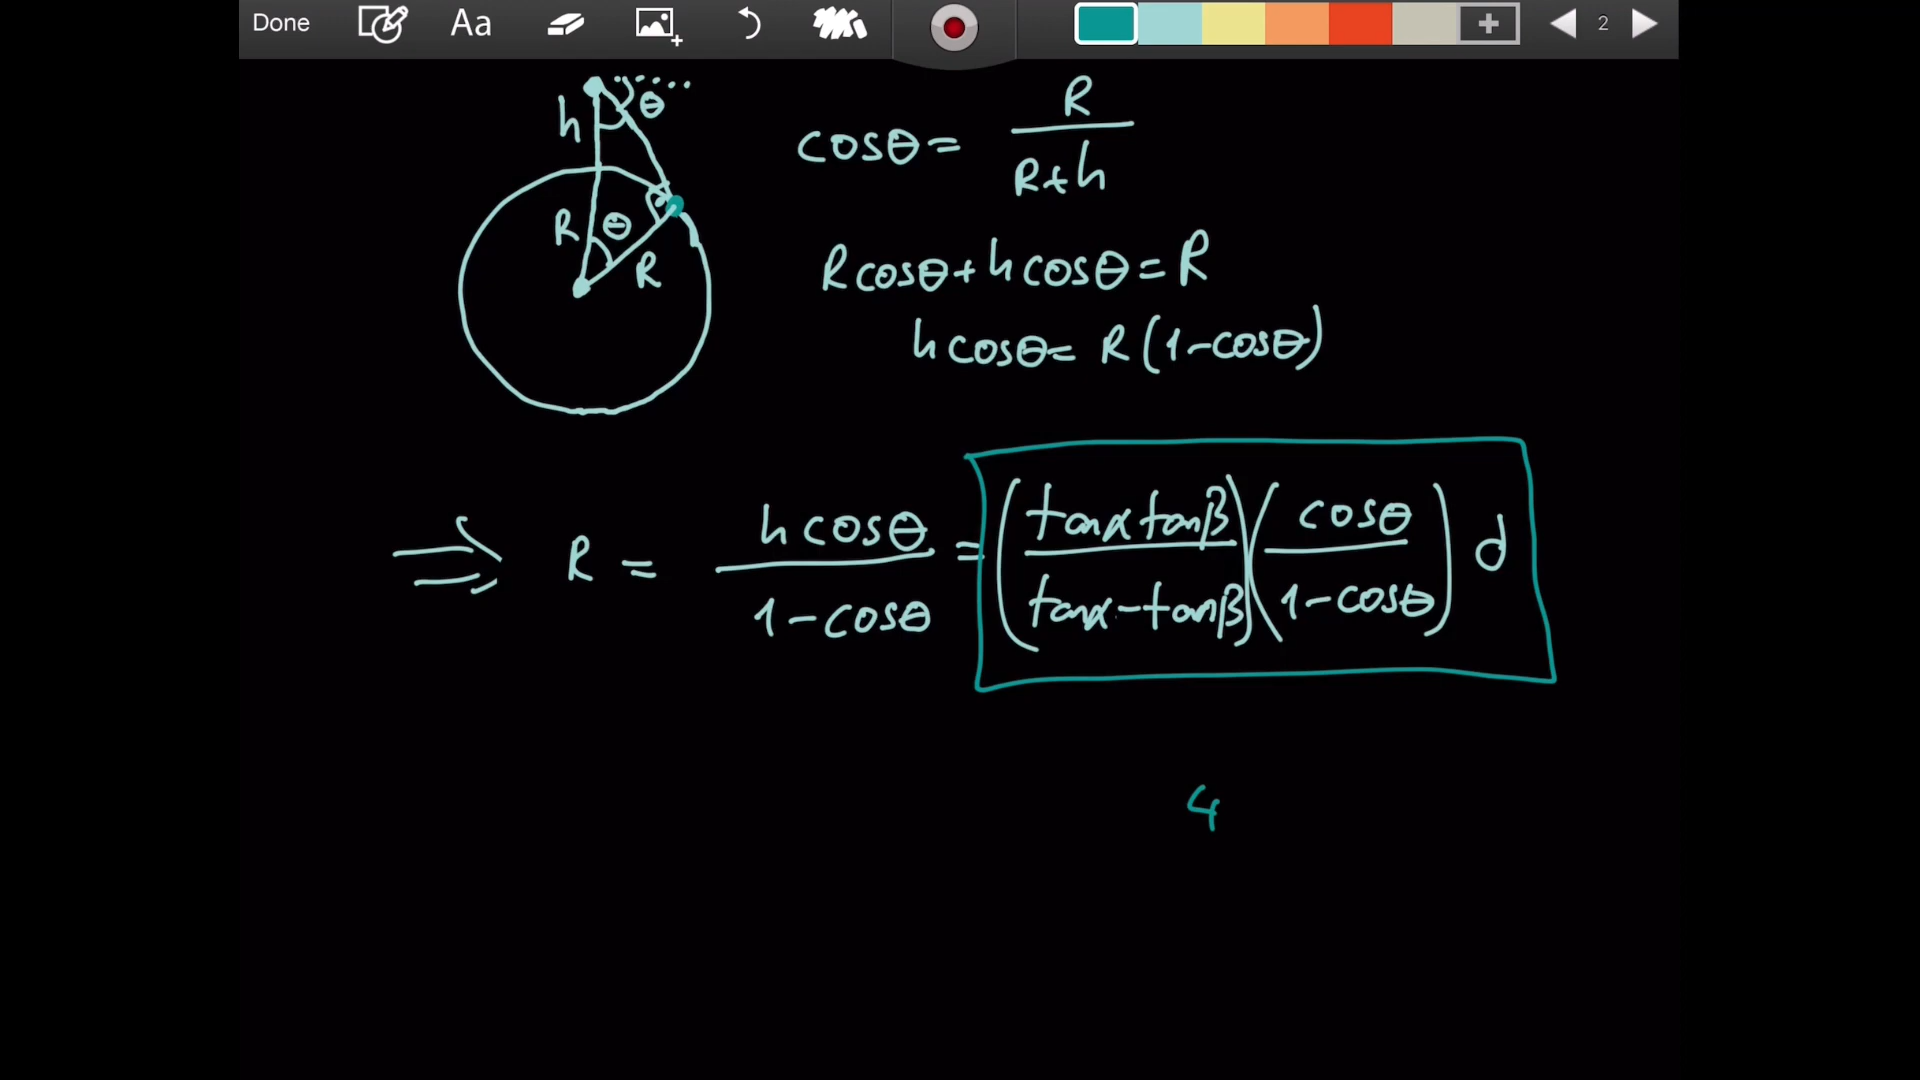 Done Aa 2
h θ
R θ R
cosθ = R / (R+h)
Rcosθ + hcosθ = R
hcosθ = R(1-cosθ)
⇒ R = hcosθ / (1-cosθ) = (tanα tanβ / (tanα - tanβ)) (cosθ / (1-cosθ)) d
4